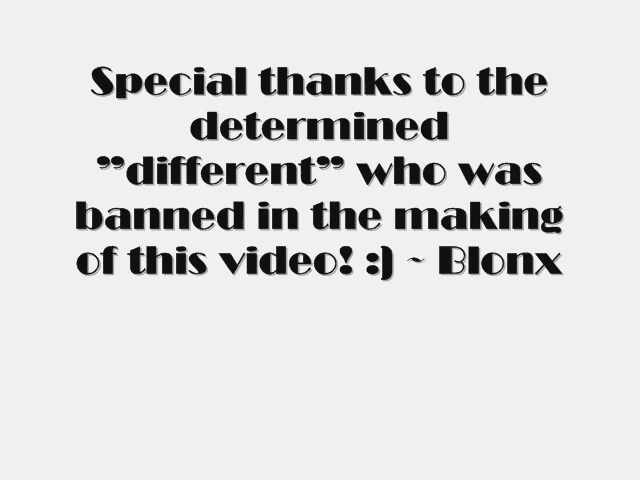 Special thanks to the
determined
”different” who was
banned in the making
of this video! :) ~ Blonx